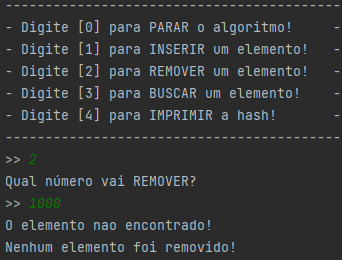 -----------------------------------------
- Digite [0] para PARAR o algoritmo!     -
- Digite [1] para INSERIR um elemento!   -
- Digite [2] para REMOVER um elemento!   -
- Digite [3] para BUSCAR um elemento!    -
- Digite [4] para IMPRIMIR a hash!       -
-----------------------------------------
>> 2
Qual número vai REMOVER?
>> 1000
O elemento nao encontrado!
Nenhum elemento foi removido!